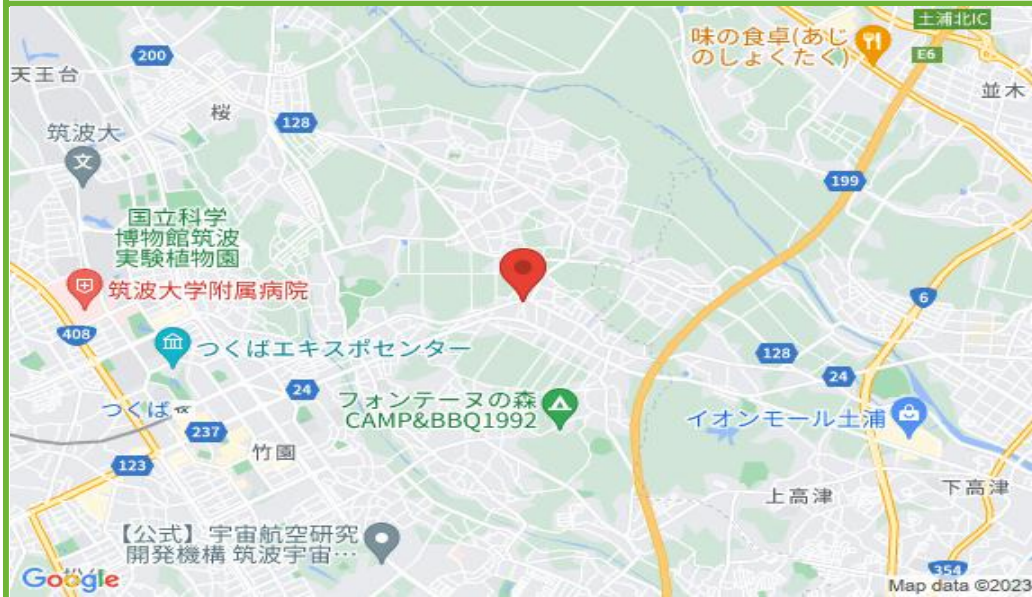 土浦北IC
味の食卓(あじ
のしょくたく)
E6
200
天王台
並木
桜
128
筑波大
文
199
国立科学
博物館筑波
実験植物園
筑波大学附属病院
6
408
つくばエキスポセンター
128
24
24
フォンテーヌの森
CAMP&BBQ1992
つくば
イオンモール土浦
237
竹園
123
上高津
下高津
【公式】宇宙航空研究
開発機構 筑波宇宙…
354
Google
Map data ©2023